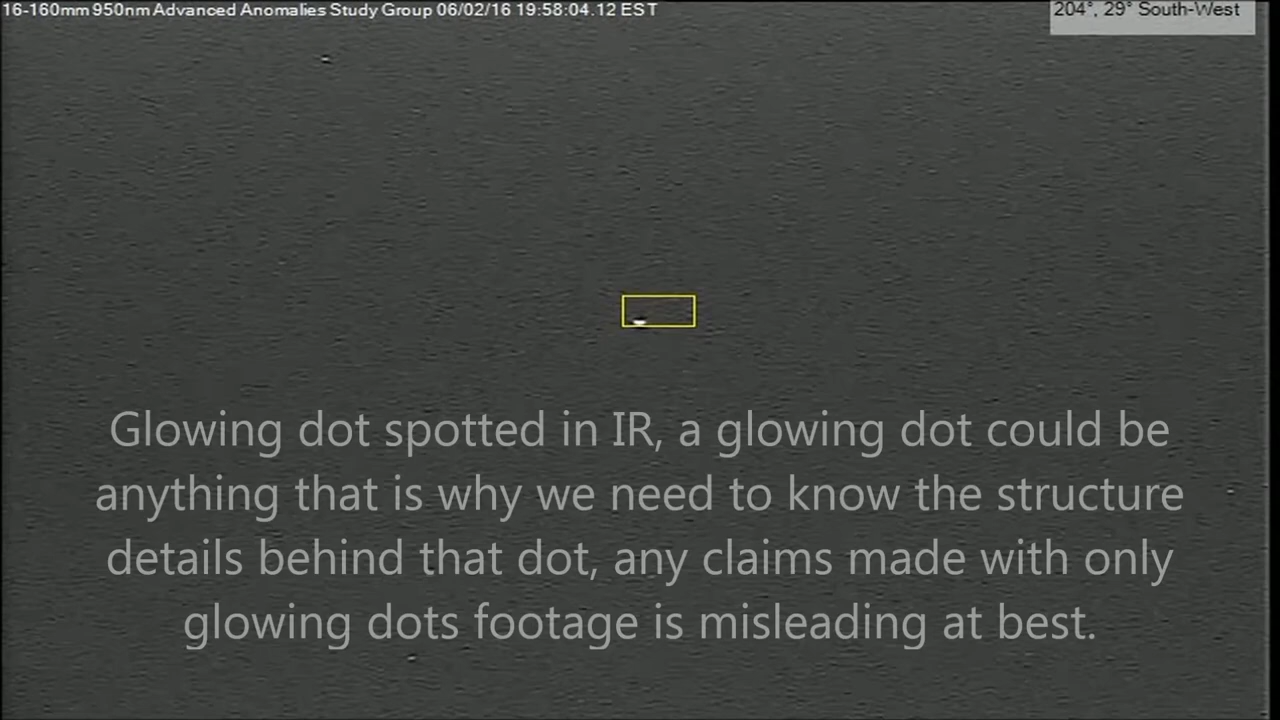 16-160mm 950nm Advanced Anomalies Study Group 06/02/16 19:58:04.12 EST
204°, 29° South-West
Glowing dot spotted in IR, a glowing dot could be
anything that is why we need to know the structure
details behind that dot, any claims made with only
glowing dots footage is misleading at best.